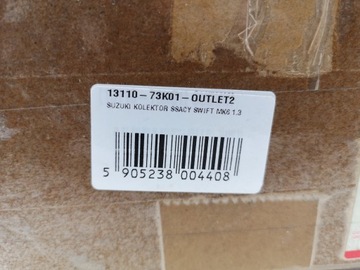 13110-73K01-OUTLET2
SUZUKI KOLEKTOR SSACY SWIFT MK6 1.3
5 905238 004408